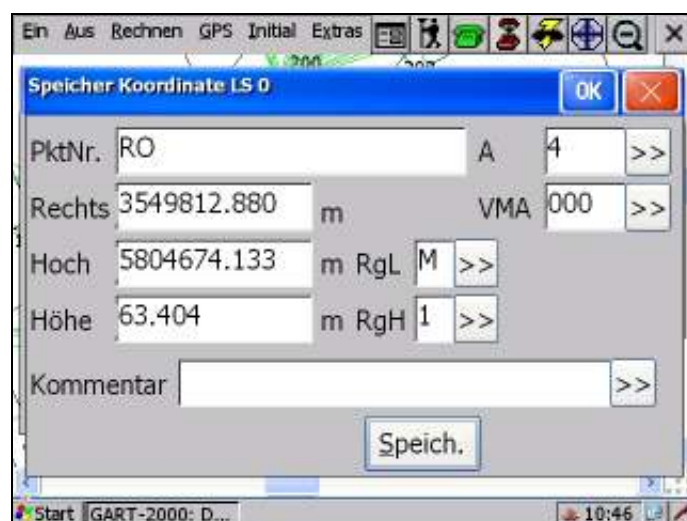 Ein Aus Rechnen GPS Initial Extras
200
Speicher Koordinate LS 0 OK
PktNr. RO A 4 >>
Rechts 3549812.880 m VMA 000 >>
Hoch 5804674.133 m RgL M >>
Höhe 63.404 m RgH 1 >>
Kommentar >>
Speich.
Start GART-2000: D... 10:46